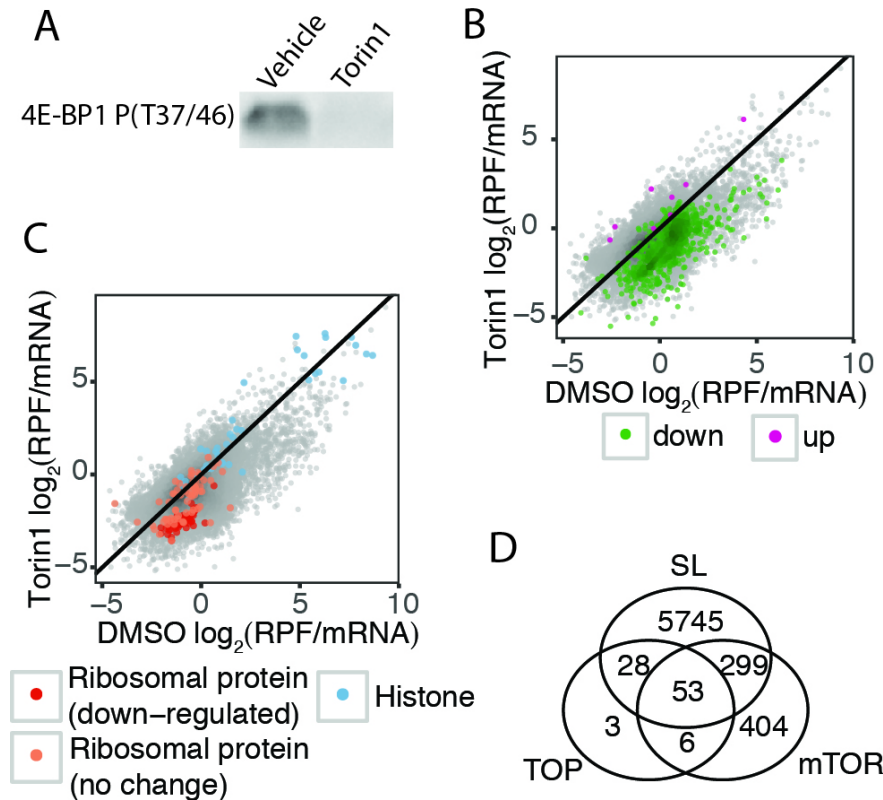 A
Vehicle
Torin1
4E-BP1 P(T37/46)
B
Torin1 log2(RPF/mRNA)
5
0
−5
−5
0
5
10
DMSO log2(RPF/mRNA)
down
up
C
Torin1 log2(RPF/mRNA)
5
0
−5
−5
0
5
10
DMSO log2(RPF/mRNA)
Ribosomal protein
(down−regulated)
Histone
Ribosomal protein
(no change)
D
SL
5745
28
299
53
3
6
404
TOP
mTOR